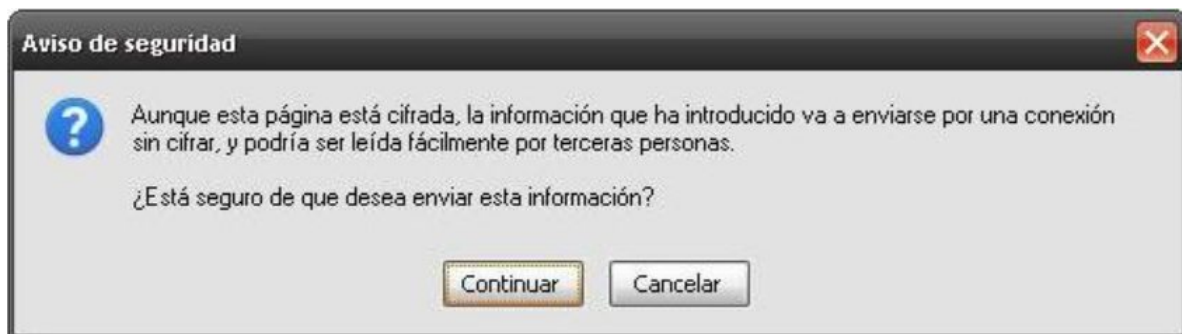 Aviso de seguridad
Aunque esta página está cifrada, la información que ha introducido va a enviarse por una conexión
sin cifrar, y podría ser leída fácilmente por terceras personas.
¿Está seguro de que desea enviar esta información?
Continuar
Cancelar